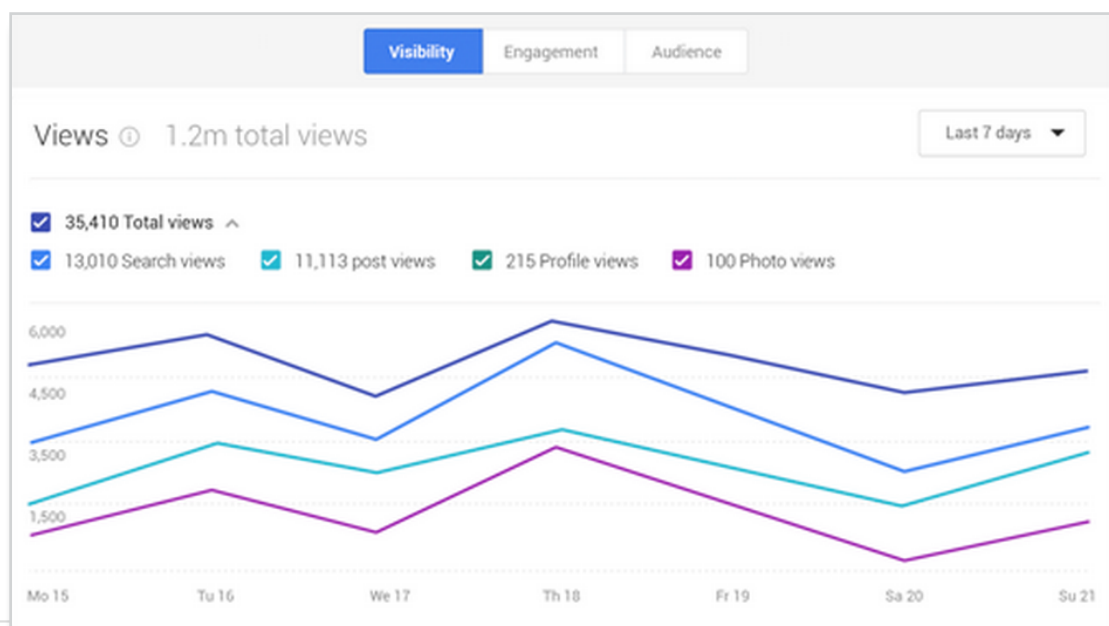 Visibility Engagement Audience
Views 1.2m total views Last 7 days
35,410 Total views
13,010 Search views 11,113 post views 215 Profile views 100 Photo views
6,000
4,500
3,500
1,500
Mo 15 Tu 16 We 17 Th 18 Fr 19 Sa 20 Su 21